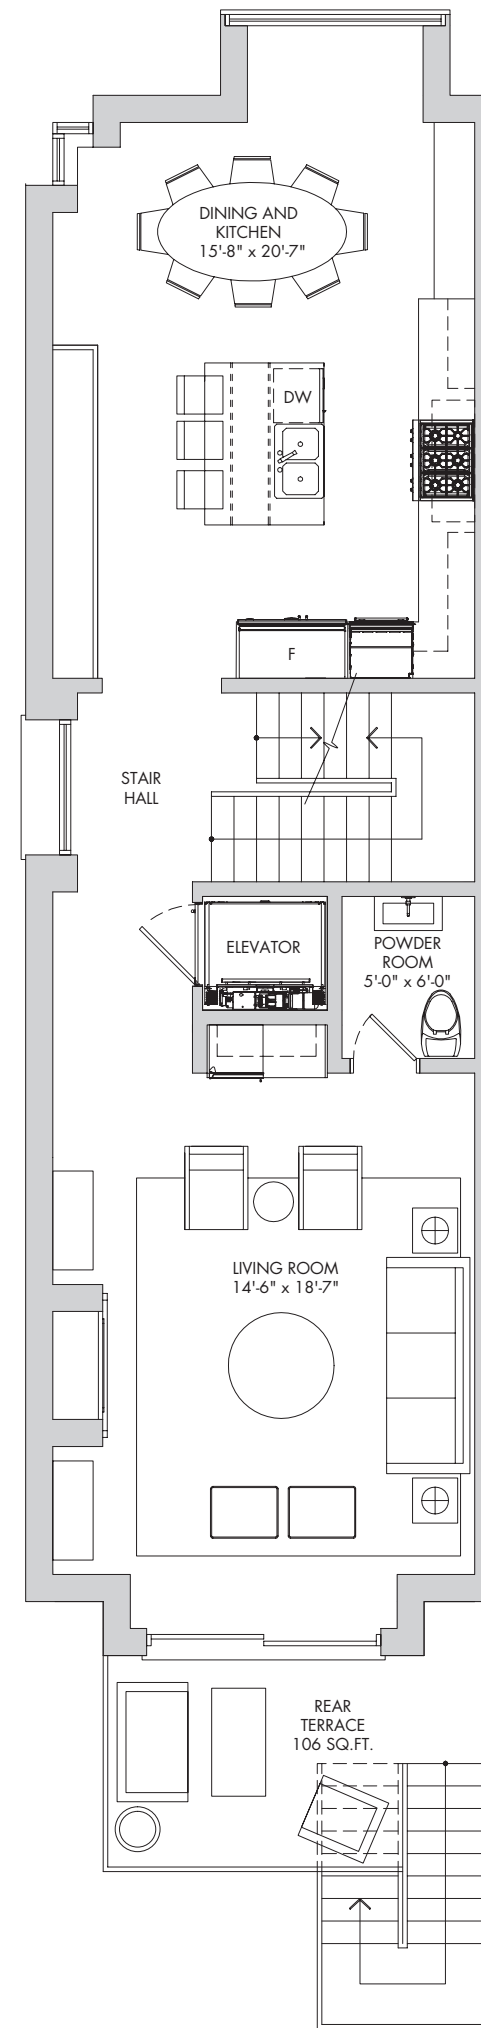 DINING AND
KITCHEN
15'-8" x 20'-7"
DW
F
STAIR
HALL
ELEVATOR
POWDER
ROOM
5'-0" x 6'-0"
LIVING ROOM
14'-6" x 18'-7"
REAR
TERRACE
106 SQ.FT.